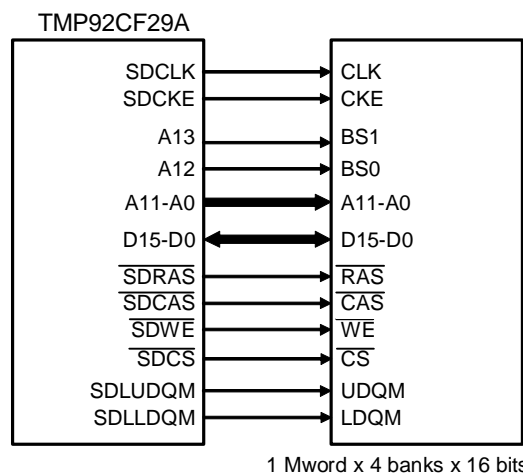 TMP92CF29A
SDCLK CLK
SDCKE CKE
A13 BS1
A12 BS0
A11-A0 A11-A0
D15-D0 D15-D0
SDRAS RAS
SDCAS CAS
SDWE WE
SDCS CS
SDLUDQM UDQM
SDLLDQM LDQM
1 Mword x 4 banks x 16 bits